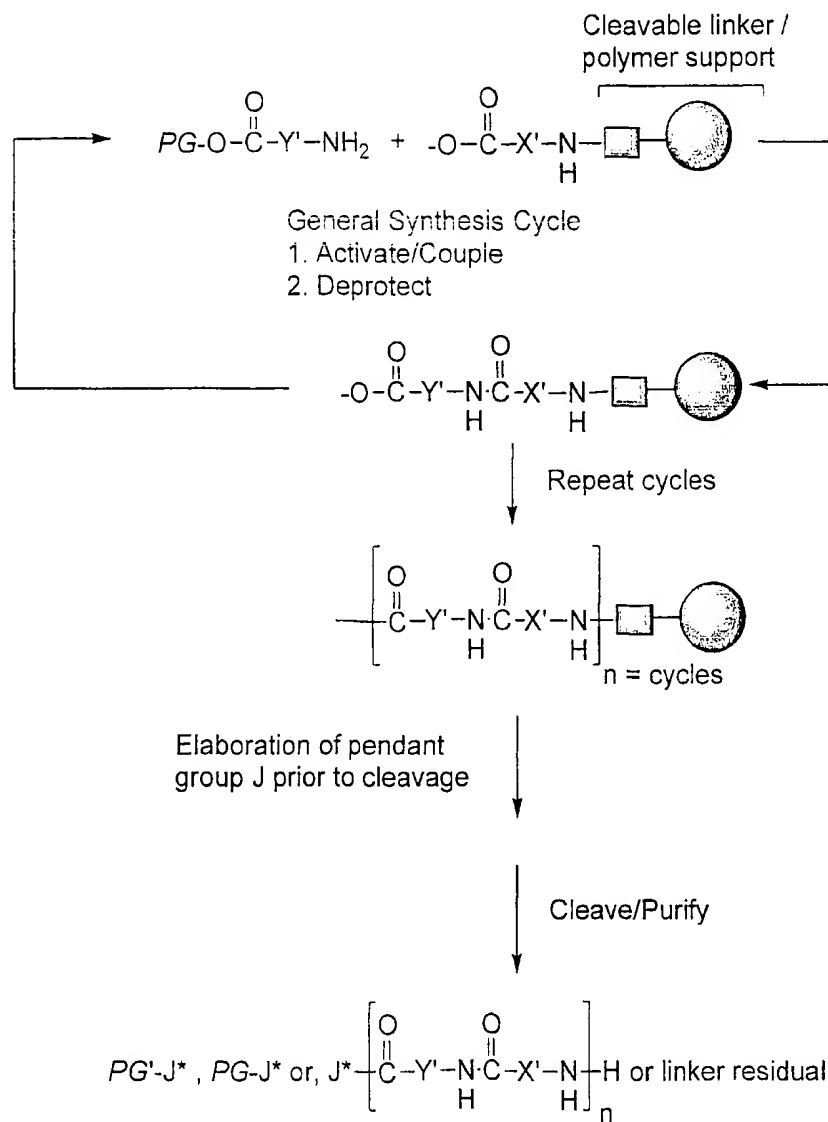 Cleavable linker /
polymer support
O O
PG-O-C-Y'-NH₂ + -O-C-X'-N
H
General Synthesis Cycle
1. Activate/Couple
2. Deprotect
O O
-O-C-Y'-N-C-X'-N
H H
Repeat cycles
O O
C-Y'-N-C-X'-N
H H
n = cycles
Elaboration of pendant
group J prior to cleavage
Cleave/Purify
O O
PG'-J* , PG-J* or, J*-C-Y'-N-C-X'-N-H or linker residual
H H
n